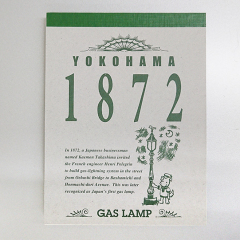 YOKOHAMA
1872
In 1872, a Japanese businessman
named Kaemon Takashima invited
the French engineer Henri Pelegrin
to build gas-lightning system in the street
from Ookachi Bridge to Bashamichi and
Honmachi-dori Avenue. This was later
recognized as Japan's first gas lamp.
GAS LAMP